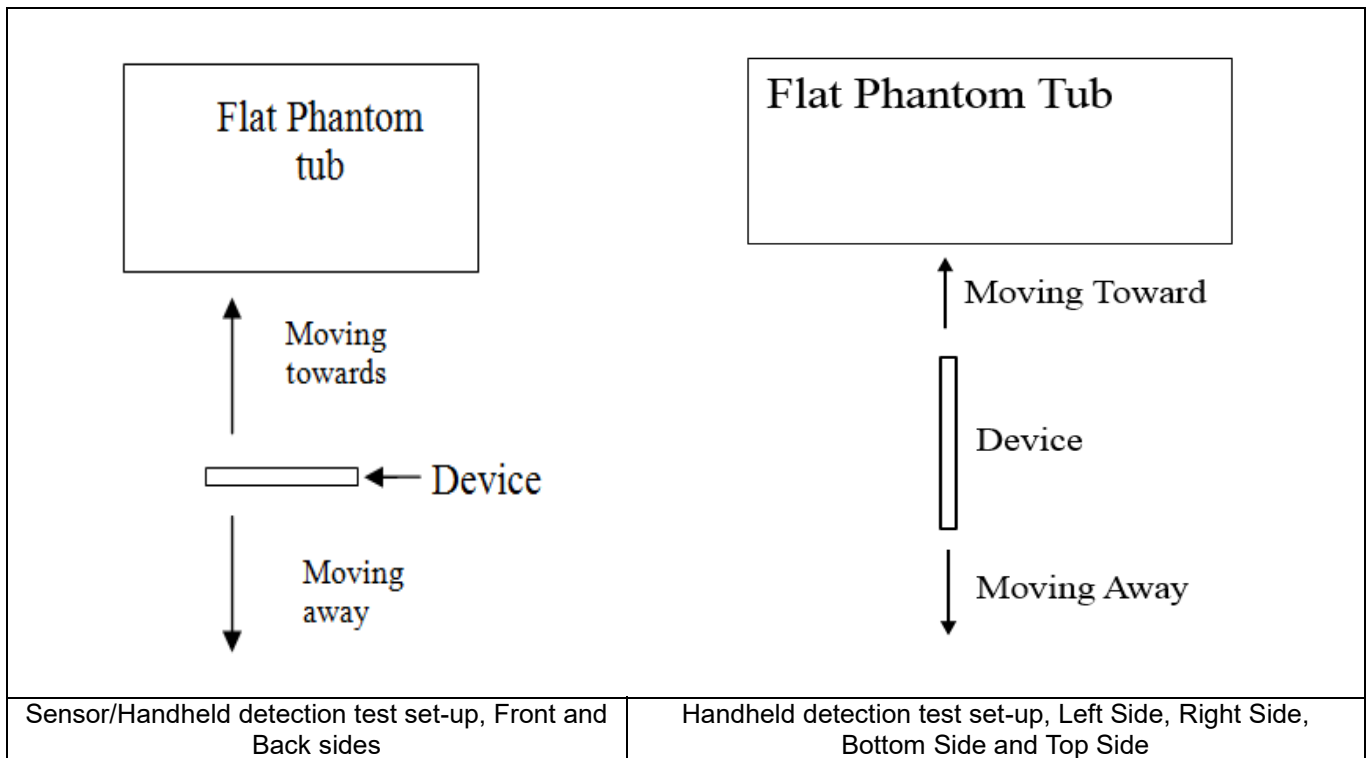 Flat Phantom
tub
Moving
towards
Device
Moving
away
Flat Phantom Tub
Moving Toward
Device
Moving Away
Sensor/Handheld detection test set-up, Front and
Back sides
Handheld detection test set-up, Left Side, Right Side,
Bottom Side and Top Side